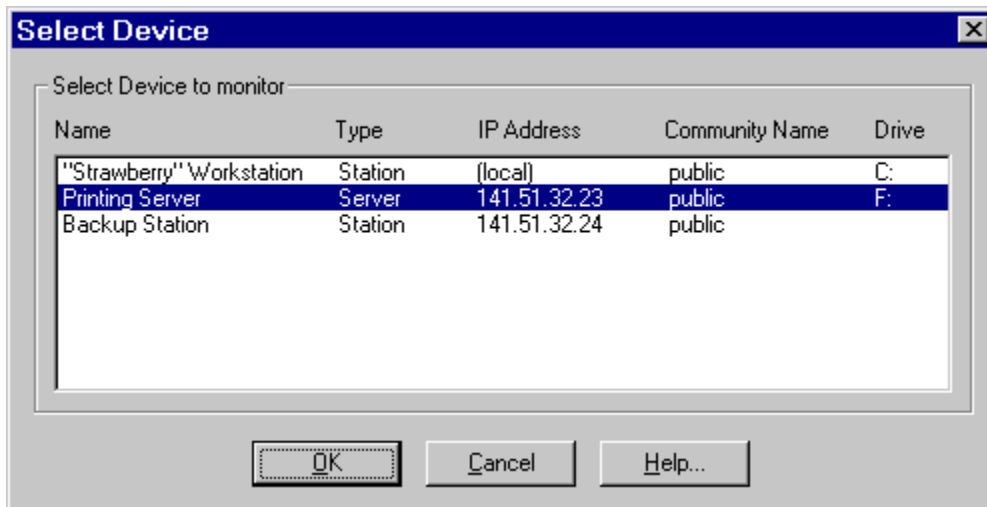 Select Device
Select Device to monitor
Name Type IP Address Community Name Drive
"Strawberry" Workstation Station (local) public C:
Printing Server Server 141.51.32.23 public F:
Backup Station Station 141.51.32.24 public
OK Cancel Help...